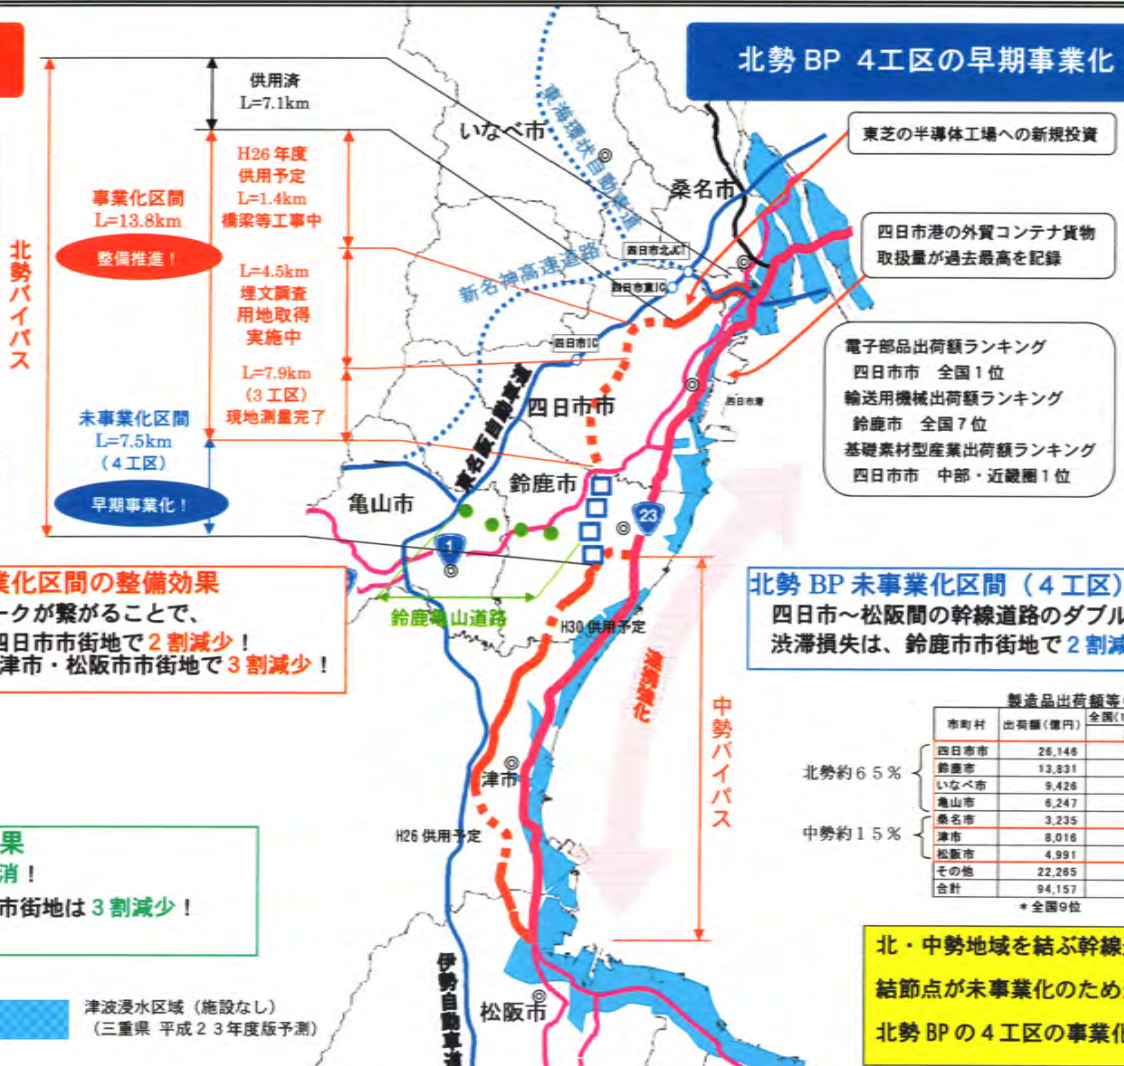 北勢 BP 4工区の早期事業化
供用済
L=7.1km
H26 年度
供用予定
L=1.4km
橋梁等工事中
事業化区間
L=13.8km
整備推進！
北勢バイパス
L=4.5km
埋文調査
用地取得
実施中
L=7.9km
(3工区)
現地測量完了
未事業化区間
L=7.5km
(4工区)
早期事業化！
いなべ市
東海環状自動車道
桑名市
四日市北JCT
新名神高速道路
四日市東IC
四日市IC
東名阪自動車道
四日市市
四日市港
鈴鹿市
亀山市
23
1
鈴鹿亀山道路
H30 供用予定
連携強化
中勢バイパス
津市
H26 供用予定
伊勢自動車道
松阪市
東芝の半導体工場への新規投資
四日市港の外貿コンテナ貨物
取扱量が過去最高を記録
電子部品出荷額ランキング
四日市市 全国1位
輸送用機械出荷額ランキング
鈴鹿市 全国7位
基礎素材型産業出荷額ランキング
四日市市 中部・近畿圏1位
業化区間の整備効果
ークが繋がることで、
四日市市街地で2割減少！
津市・松阪市市街地で3割減少！
果
消！
市街地は3割減少！
津波浸水区域（施設なし）
（三重県 平成23年度版予測）
北勢 BP 未事業化区間（4工区）
四日市～松阪間の幹線道路のダブル
渋滞損失は、鈴鹿市市街地で2割減
製造品出荷額等
市町村 出荷額(億円) 全国(1
四日市市 26,146
鈴鹿市 13,831
いなべ市 9,426
亀山市 6,247
桑名市 3,235
津市 8,016
松阪市 4,991
その他 22,265
合計 94,157
＊全国9位
北勢約65%
中勢約15%
北・中勢地域を結ぶ幹線
結節点が未事業化のため
北勢 BP の4工区の事業化